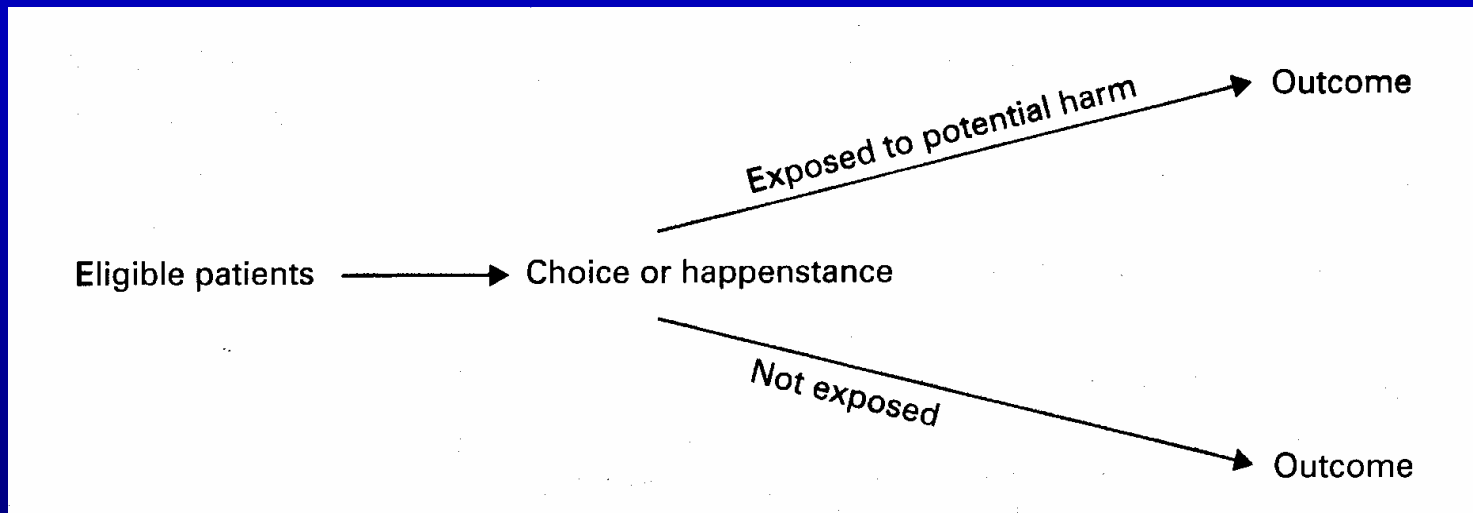 Outcome
Exposed to potential harm
Eligible patients
Choice or happenstance
Not exposed
Outcome